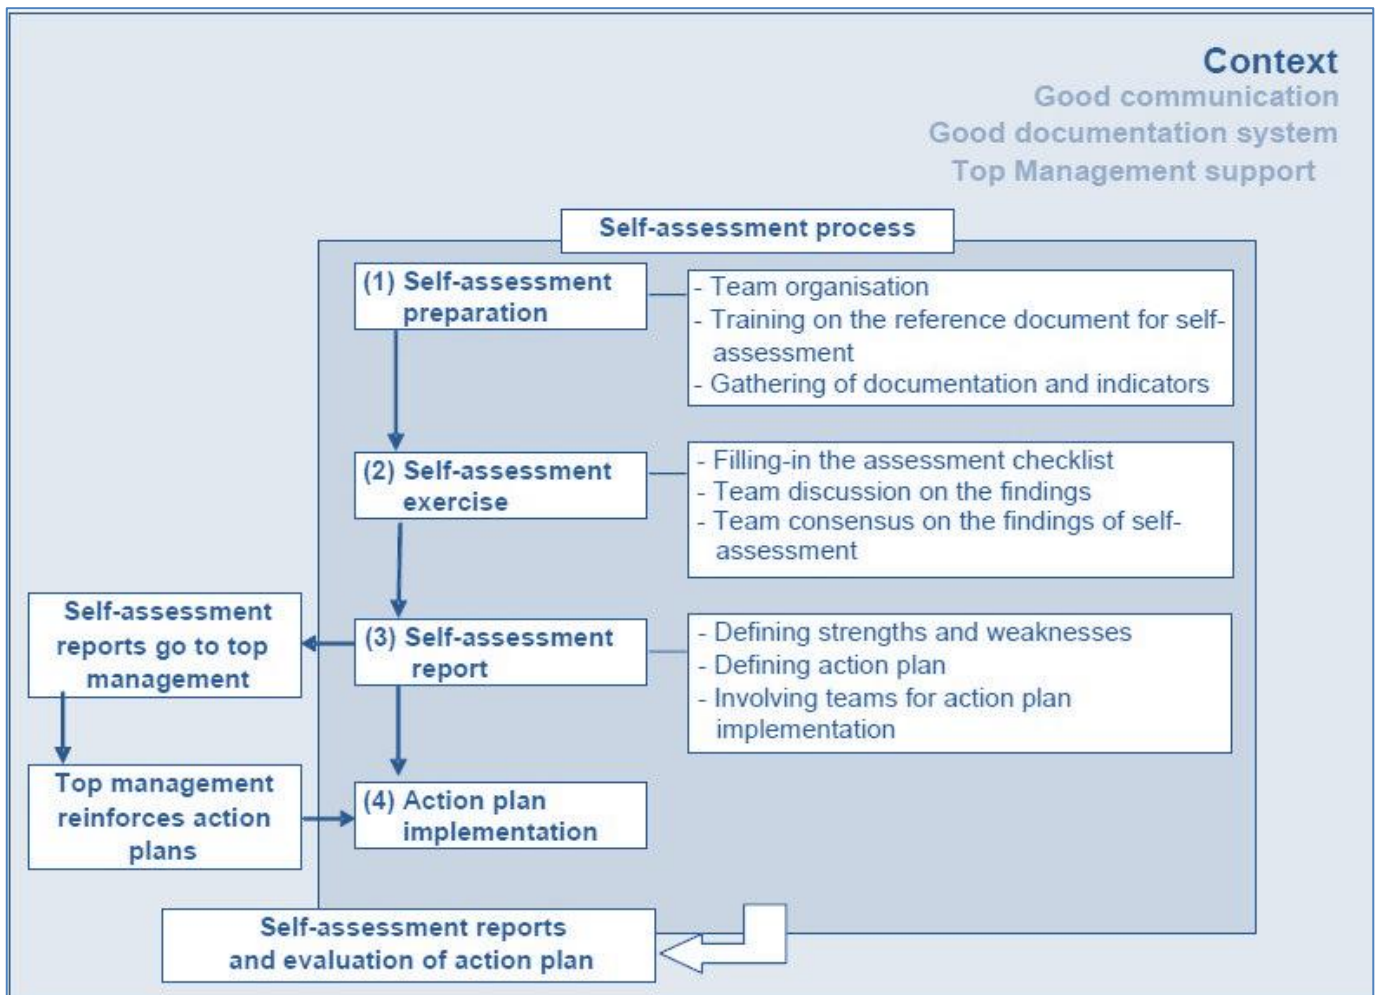 Context
Good communication
Good documentation system
Top Management support
Self-assessment process
(1) Self-assessment
preparation
- Team organisation
- Training on the reference document for self-
assessment
- Gathering of documentation and indicators
(2) Self-assessment
exercise
- Filling-in the assessment checklist
- Team discussion on the findings
- Team consensus on the findings of self-
assessment
Self-assessment
reports go to top
management
(3) Self-assessment
report
- Defining strengths and weaknesses
- Defining action plan
- Involving teams for action plan
implementation
Top management
reinforces action
plans
(4) Action plan
implementation
Self-assessment reports
and evaluation of action plan